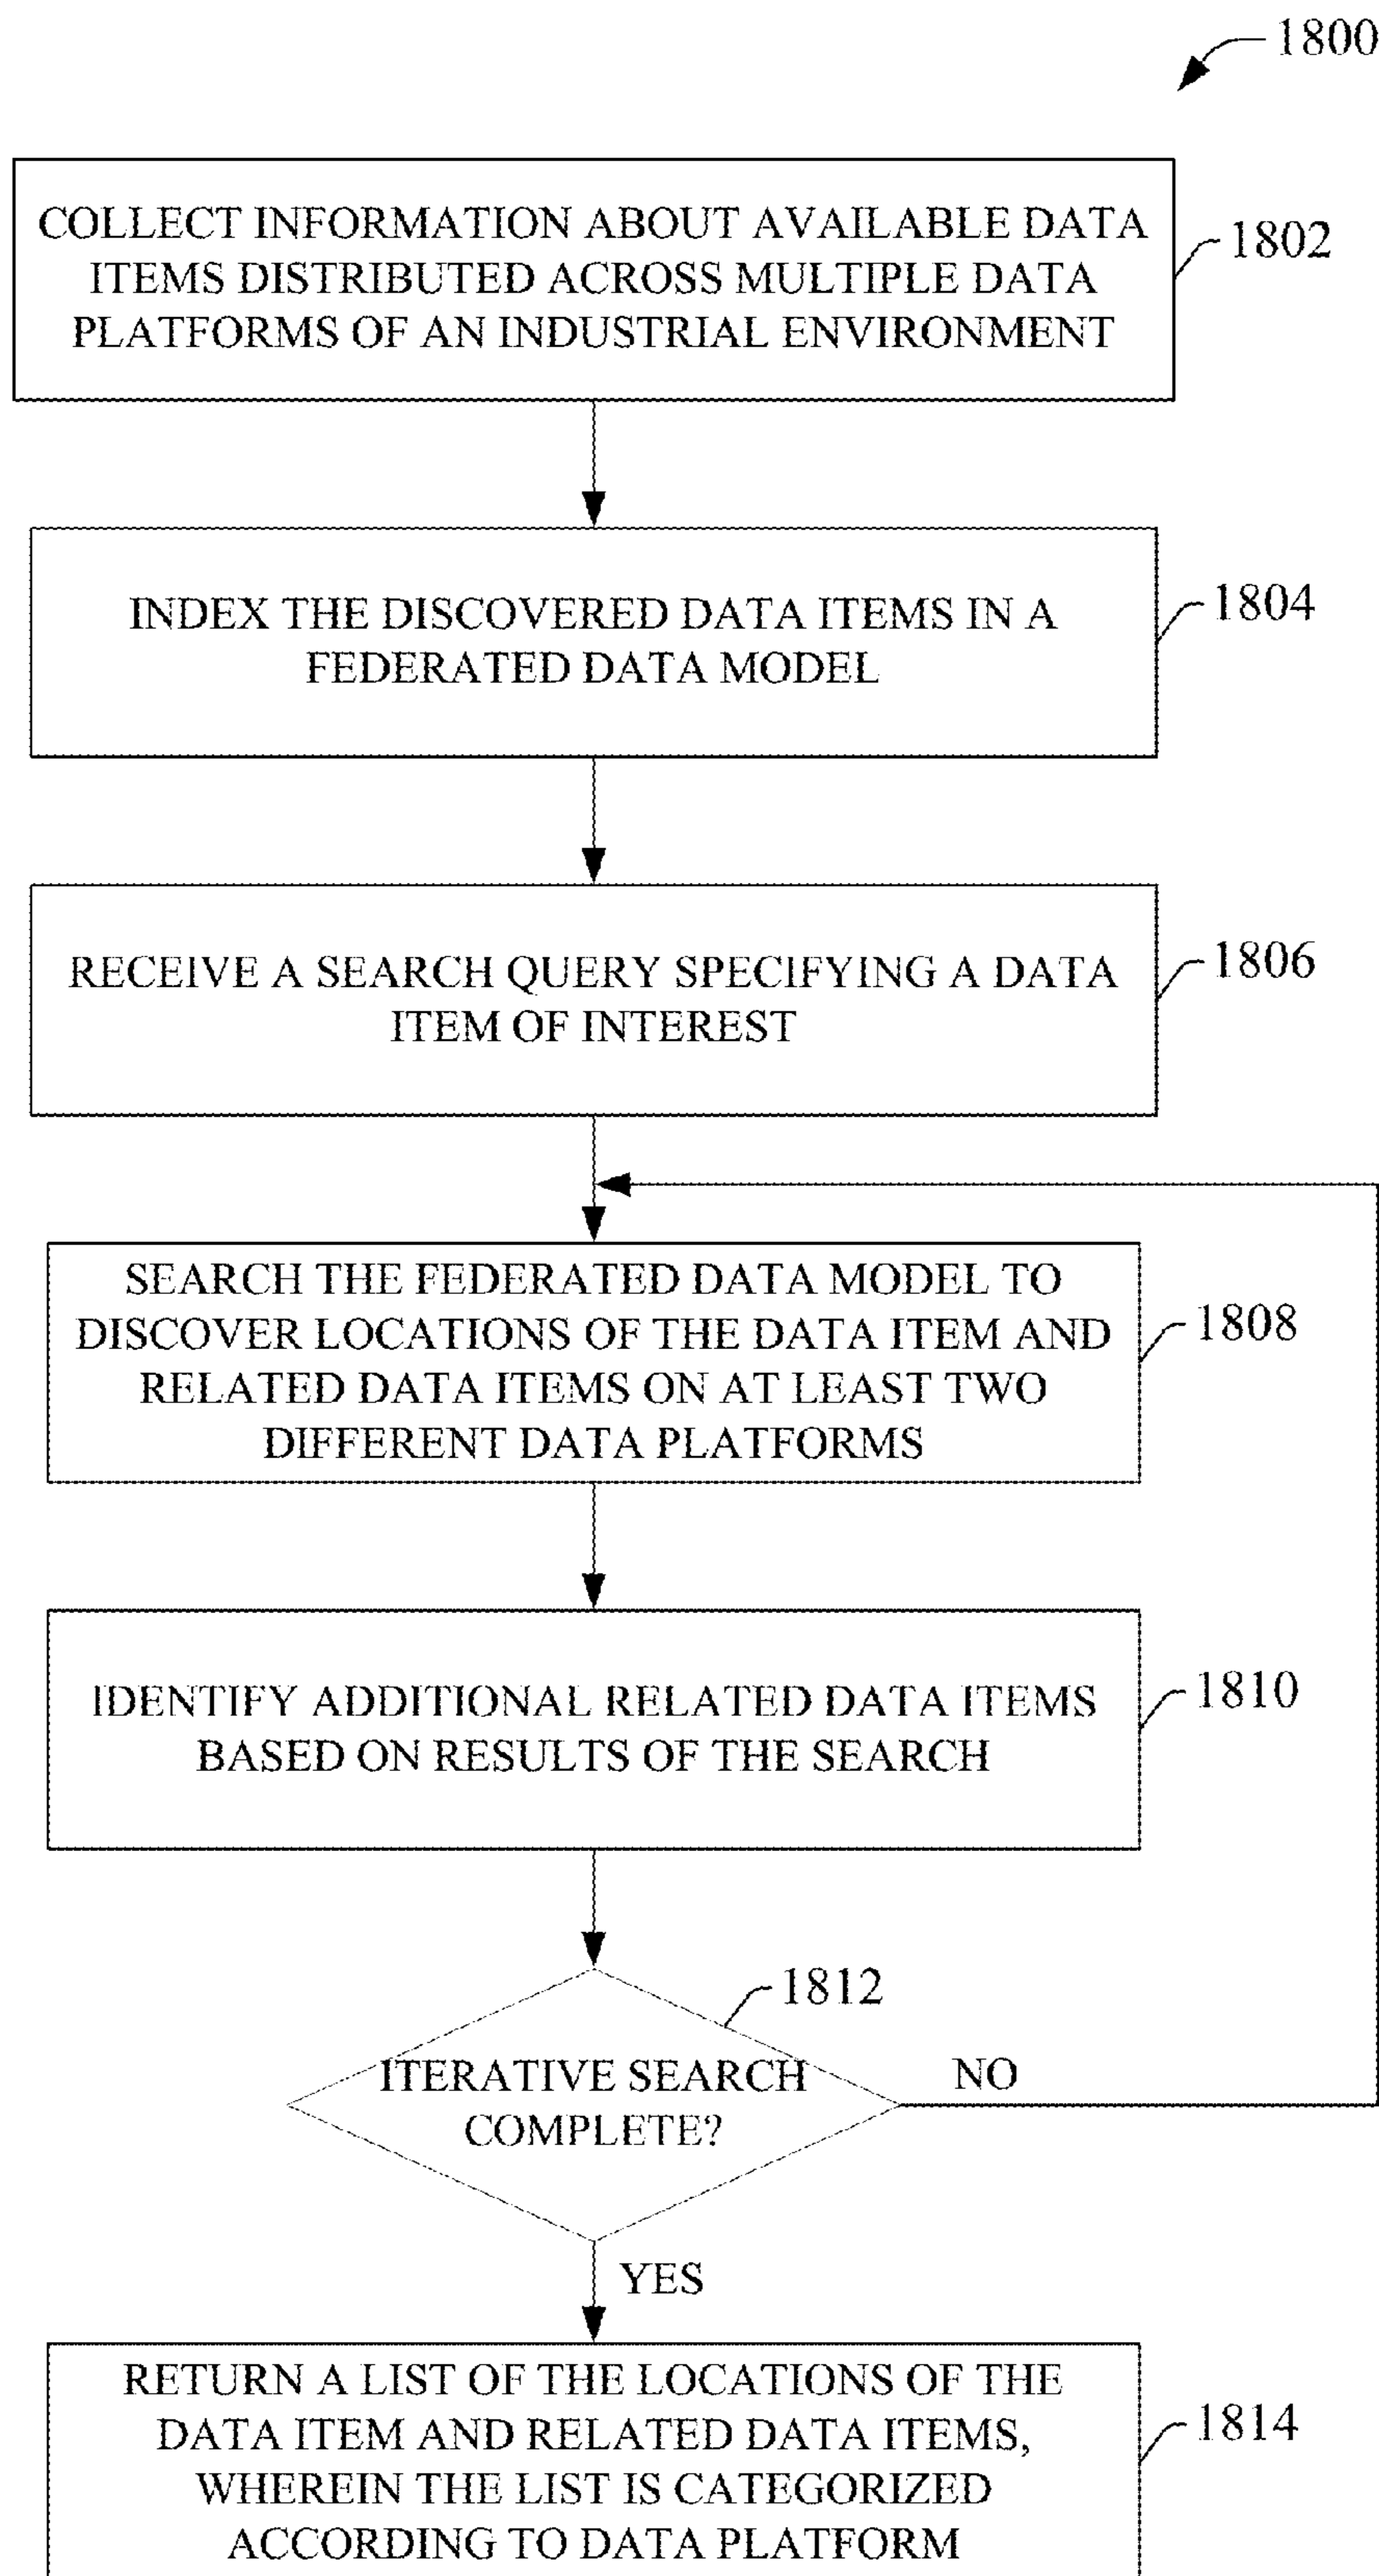 1800
COLLECT INFORMATION ABOUT AVAILABLE DATA
ITEMS DISTRIBUTED ACROSS MULTIPLE DATA
PLATFORMS OF AN INDUSTRIAL ENVIRONMENT
1802
INDEX THE DISCOVERED DATA ITEMS IN A
FEDERATED DATA MODEL
1804
RECEIVE A SEARCH QUERY SPECIFYING A DATA
ITEM OF INTEREST
1806
SEARCH THE FEDERATED DATA MODEL TO
DISCOVER LOCATIONS OF THE DATA ITEM AND
RELATED DATA ITEMS ON AT LEAST TWO
DIFFERENT DATA PLATFORMS
1808
IDENTIFY ADDITIONAL RELATED DATA ITEMS
BASED ON RESULTS OF THE SEARCH
1810
1812
ITERATIVE SEARCH
COMPLETE?
NO
YES
RETURN A LIST OF THE LOCATIONS OF THE
DATA ITEM AND RELATED DATA ITEMS,
WHEREIN THE LIST IS CATEGORIZED
ACCORDING TO DATA PLATFORM
1814